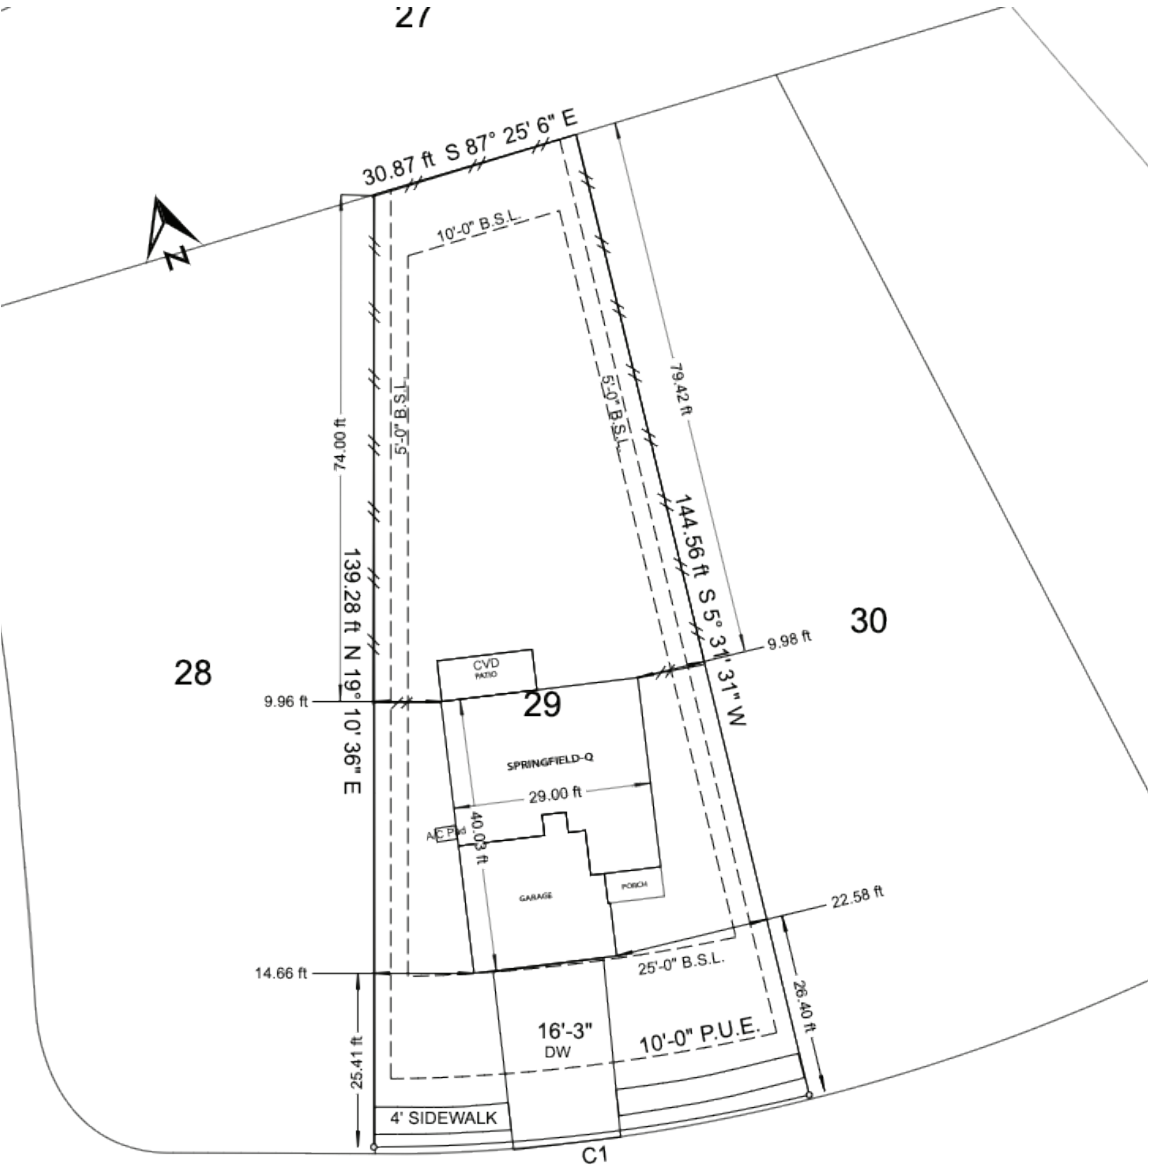 27
30.87 ft S 87° 25' 6" E
N
10'-0" B.S.L.
5'-0" B.S.L.
5'-0" B.S.L.
79.42 ft
74.00 ft
144.56 ft S 5° 31' 31" W
139.28 ft N 19° 10' 36" E
30
28
9.98 ft
CVD
PATIO
9.96 ft
29
SPRINGFIELD-Q
29.00 ft
A/C Pad
40.03 ft
PORCH
GARAGE
22.58 ft
25'-0" B.S.L.
14.66 ft
26.40 ft
16'-3"
DW
10'-0" P.U.E.
25.41 ft
4' SIDEWALK
C1